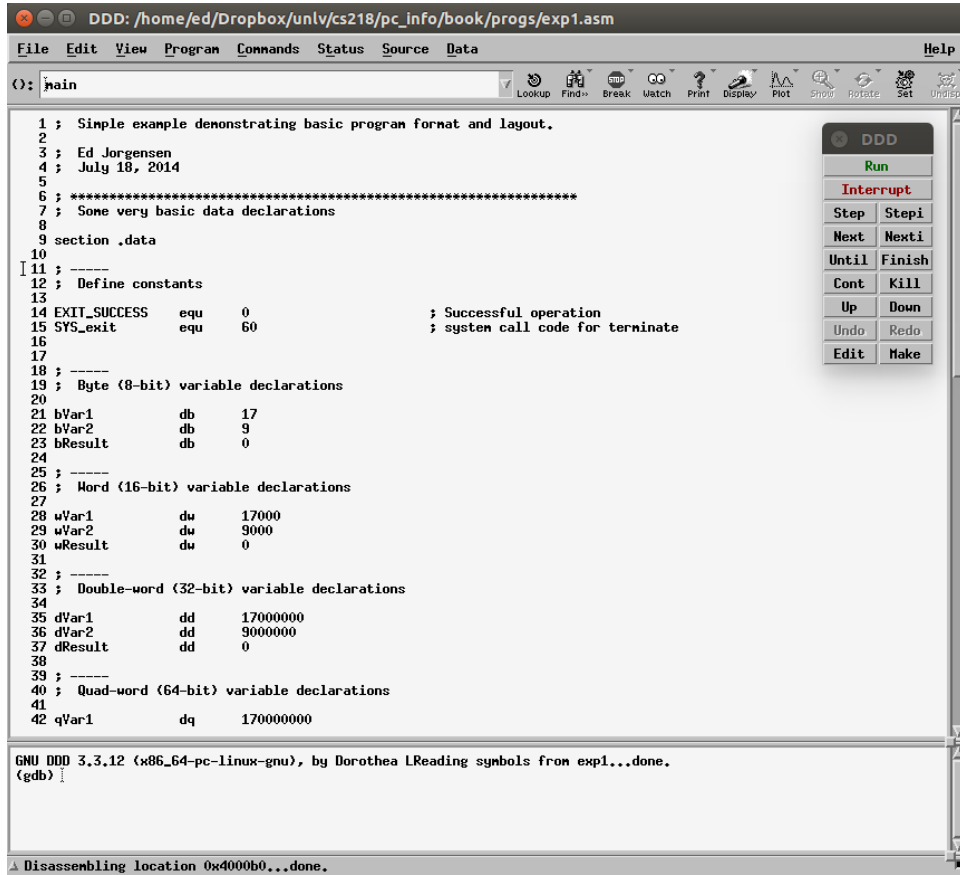 DDD: /home/ed/Dropbox/unlv/cs218/pc_info/book/progs/exp1.asm
File Edit View Program Commands Status Source Data Help
(): main
Lookup Find» Break Watch Print Display Plot Show Rotate Set Undisp
1 ;  Simple example demonstrating basic program format and layout.
2
3 ;  Ed Jorgensen
4 ;  July 18, 2014
5
6 ; *****************************************************************
7 ;  Some very basic data declarations
8
9 section .data
10
11 ; -----
12 ;  Define constants
13
14 EXIT_SUCCESS    equ    0    ; Successful operation
15 SYS_exit    equ    60    ; system call code for terminate
16
17
18 ; -----
19 ;  Byte (8-bit) variable declarations
20
21 bVar1    db    17
22 bVar2    db    9
23 bResult    db    0
24
25 ; -----
26 ;  Word (16-bit) variable declarations
27
28 wVar1    dw    17000
29 wVar2    dw    9000
30 wResult    dw    0
31
32 ; -----
33 ;  Double-word (32-bit) variable declarations
34
35 dVar1    dd    17000000
36 dVar2    dd    9000000
37 dResult    dd    0
38
39 ; -----
40 ;  Quad-word (64-bit) variable declarations
41
42 qVar1    dq    170000000
DDD
Run
Interrupt
Step Stepi
Next Nexti
Until Finish
Cont Kill
Up Down
Undo Redo
Edit Make
GNU DDD 3.3.12 (x86_64-pc-linux-gnu), by Dorothea LReading symbols from exp1...done.
(gdb)
Disassembling location 0x4000b0...done.